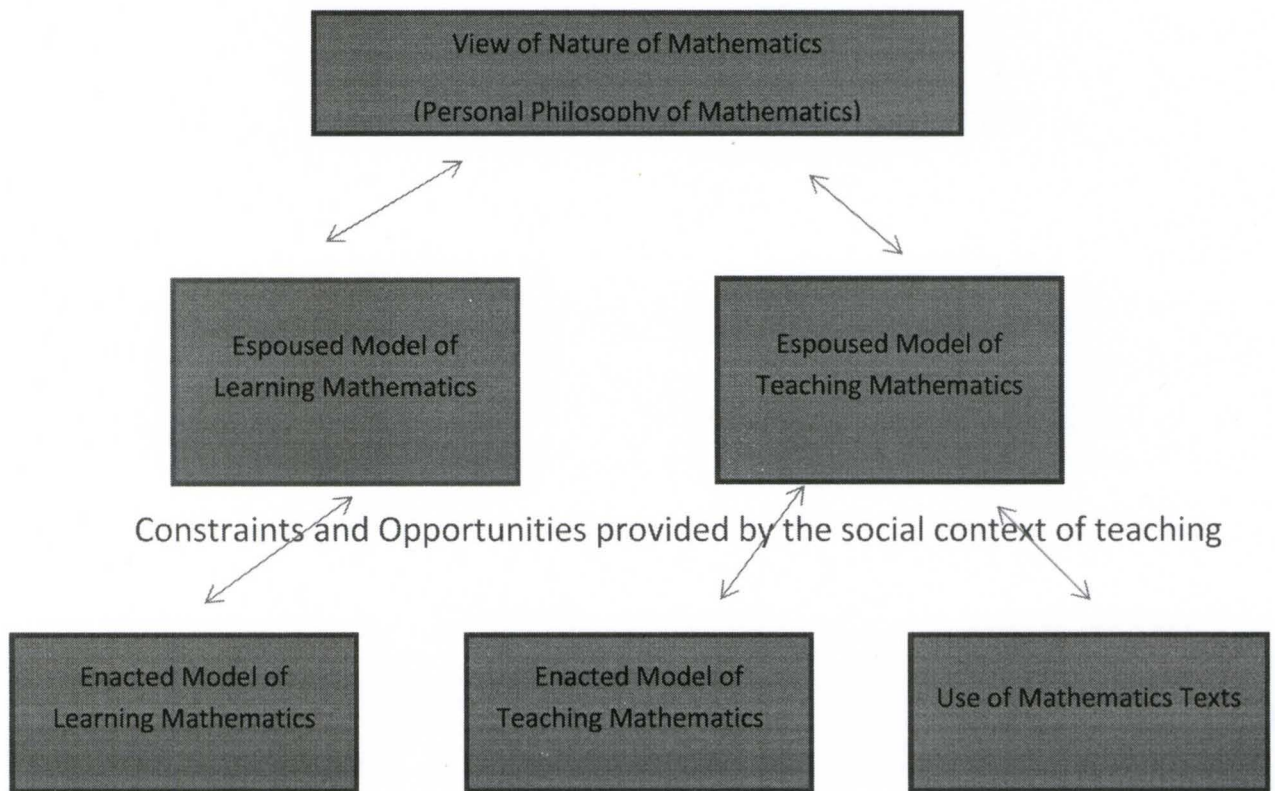 View of Nature of Mathematics
(Personal Philosophy of Mathematics)
Espoused Model of
Learning Mathematics
Espoused Model of
Teaching Mathematics
Constraints and Opportunities provided by the social context of teaching
Enacted Model of
Learning Mathematics
Enacted Model of
Teaching Mathematics
Use of Mathematics Texts